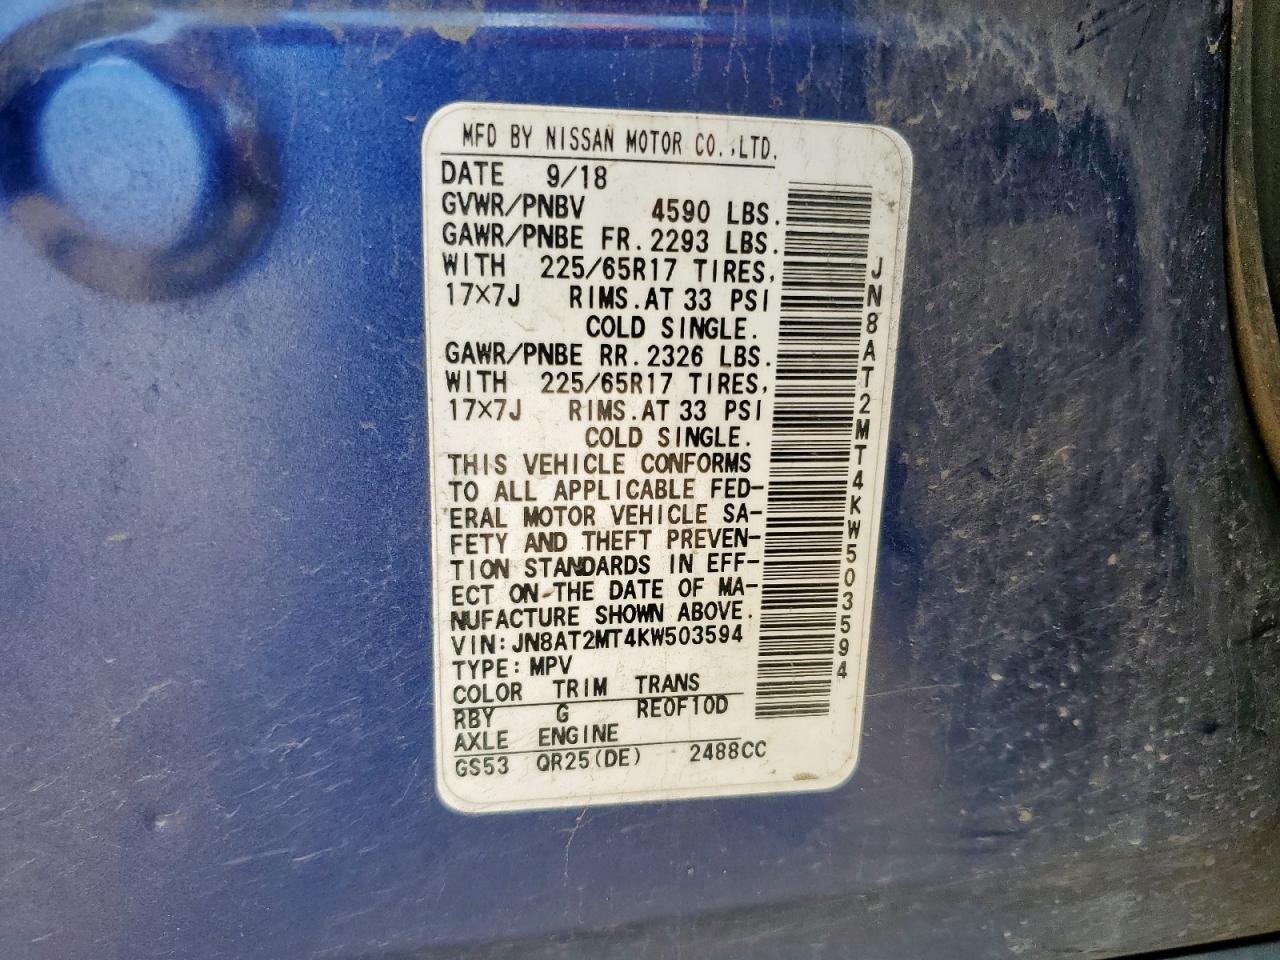 MFD BY NISSAN MOTOR CO.,LTD.
DATE 9/18
GVWR/PNBV 4590 LBS.
GAWR/PNBE FR. 2293 LBS.
WITH 225/65R17 TIRES,
17×7J RIMS. AT 33 PSI
COLD SINGLE.
GAWR/PNBE RR. 2326 LBS.
WITH 225/65R17 TIRES,
17×7J RIMS. AT 33 PSI
COLD SINGLE.
THIS VEHICLE CONFORMS
TO ALL APPLICABLE FED-
ERAL MOTOR VEHICLE SA-
FETY AND THEFT PREVEN-
TION STANDARDS IN EFF-
ECT ON THE DATE OF MA-
NUFACTURE SHOWN ABOVE.
VIN: JN8AT2MT4KW503594
TYPE: MPV
COLOR TRIM TRANS
RBY G RE0F10D
AXLE ENGINE
GS53 QR25(DE) 2488CC
JN8AT2MT4KW503594